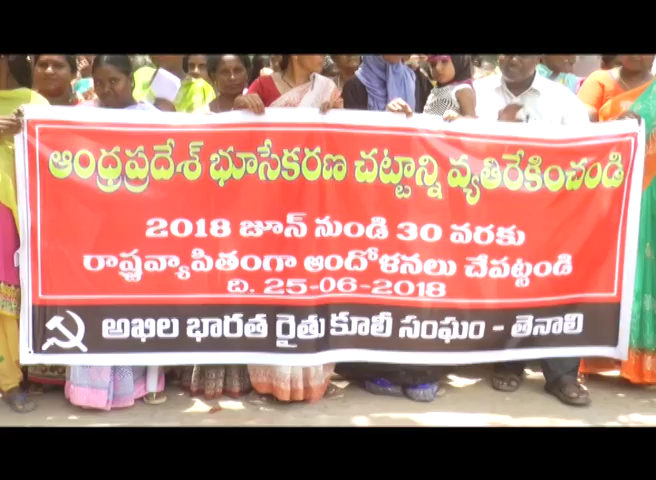 ఆంధ్రప్రదేశ్ భూసేకరణ చట్టాన్ని వ్యతిరేకించండి
2018 జూన్ నుండి 30 వరకు
రాష్ట్రవ్యాపితంగా ఆందోళనలు చేపట్టండి
ది. 25-06-2018
అఖిల భారత రైతు కూలీ సంఘం - తెనాలి